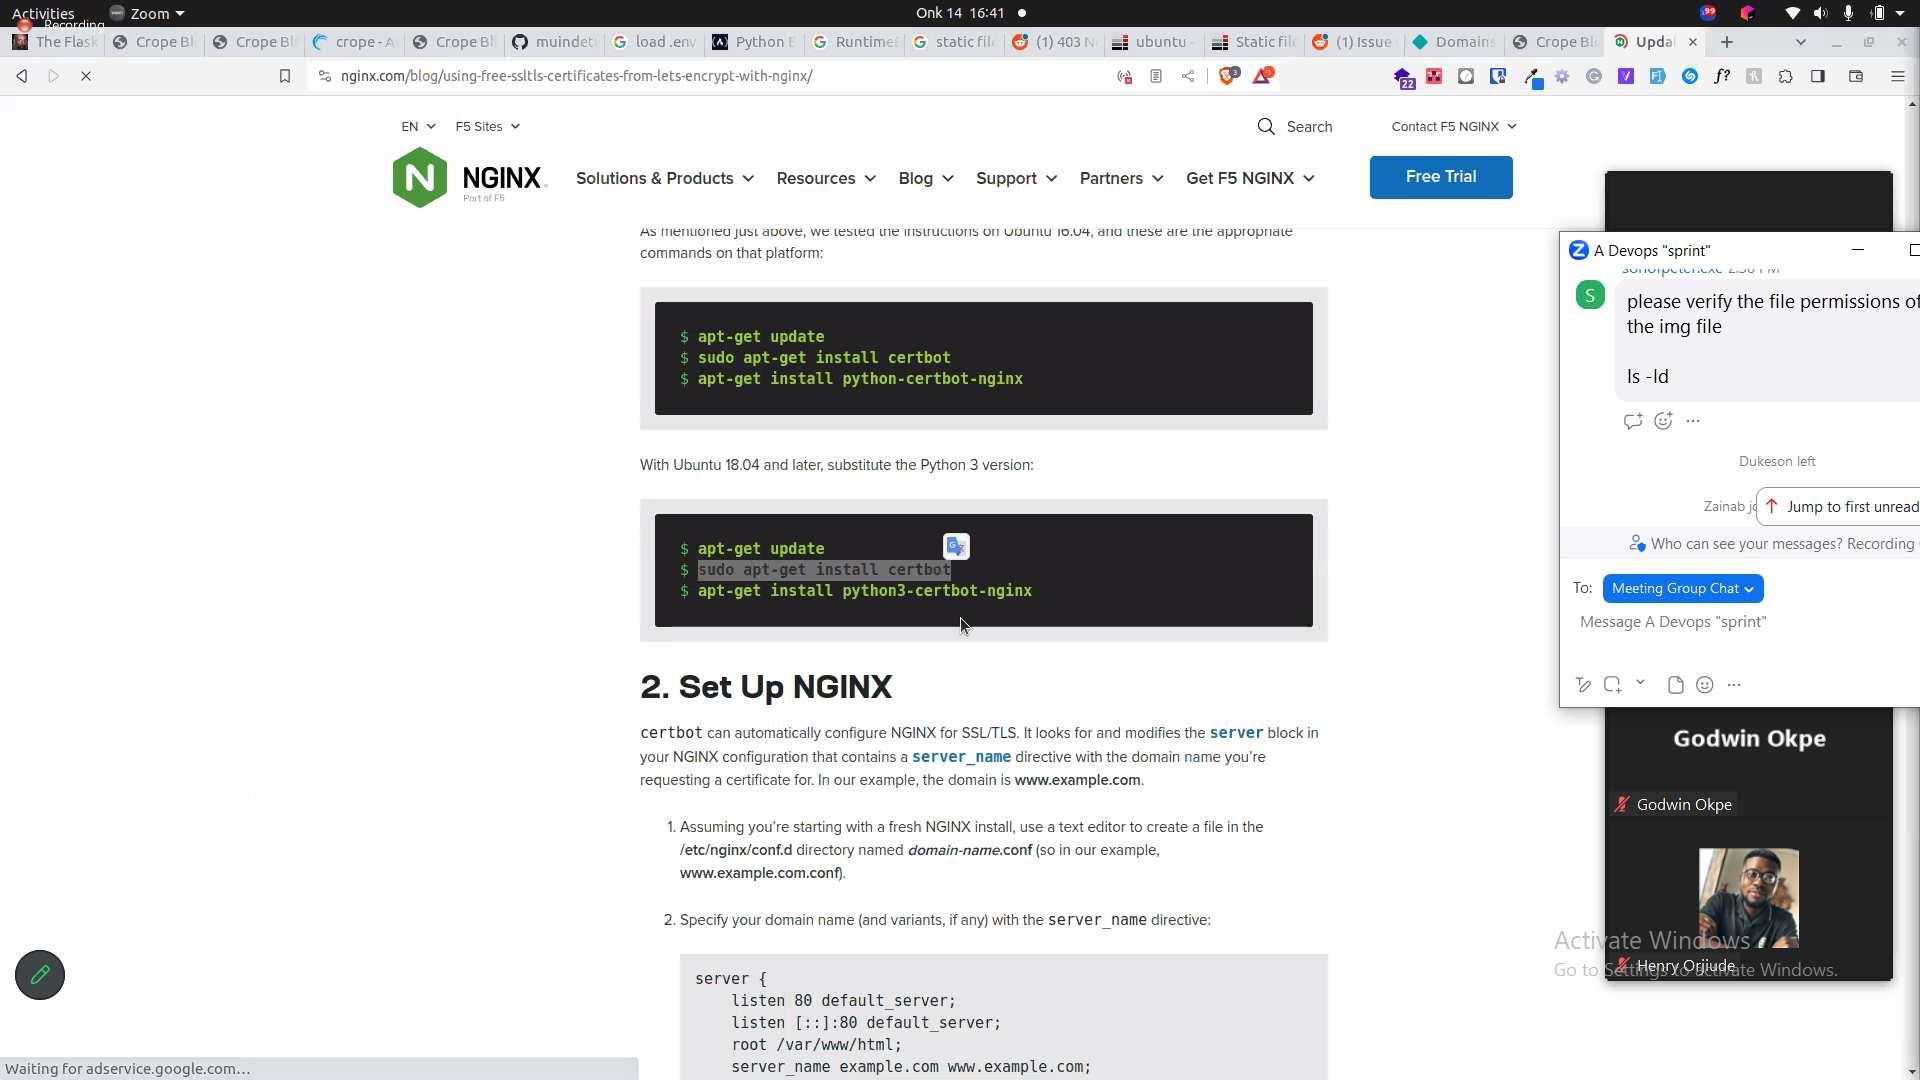 Activities
Zoom
Onk 14 16:41
99
Recording
The Flask
Crope Bl
Crope Bl
crope - A
Crope Bl
muindet
load .env
Python E
Runtime
static file
(1) 403 N
ubuntu -
Static file
(1) Issue
Domains
Crope Bl
Updat
nginx.com/blog/using-free-ssltls-certificates-from-lets-encrypt-with-nginx/
3
1
22
f?
EN
F5 Sites
Search
Contact F5 NGINX
NGINX
Part of F5
Solutions & Products
Resources
Blog
Support
Partners
Get F5 NGINX
Free Trial
As mentioned just above, we tested the instructions on Ubuntu 16.04, and these are the appropriate
commands on that platform:
$ apt-get update
$ sudo apt-get install certbot
$ apt-get install python-certbot-nginx
With Ubuntu 18.04 and later, substitute the Python 3 version:
$ apt-get update
$ sudo apt-get install certbot
$ apt-get install python3-certbot-nginx
2. Set Up NGINX
certbot can automatically configure NGINX for SSL/TLS. It looks for and modifies the server block in
your NGINX configuration that contains a server_name directive with the domain name you’re
requesting a certificate for. In our example, the domain is www.example.com.
1. Assuming you’re starting with a fresh NGINX install, use a text editor to create a file in the
/etc/nginx/conf.d directory named domain-name.conf (so in our example,
www.example.com.conf).
2. Specify your domain name (and variants, if any) with the server_name directive:
server {
listen 80 default_server;
listen [::]:80 default_server;
root /var/www/html;
server_name example.com www.example.com;
Waiting for adservice.google.com...
A Devops "sprint"
S
please verify the file permissions of
the img file
ls -ld
Dukeson left
Zainab jo
Jump to first unread
Who can see your messages? Recording
To: Meeting Group Chat
Message A Devops "sprint"
Godwin Okpe
Godwin Okpe
Henry Orijude
Activate Windows
Go to Settings to activate Windows.